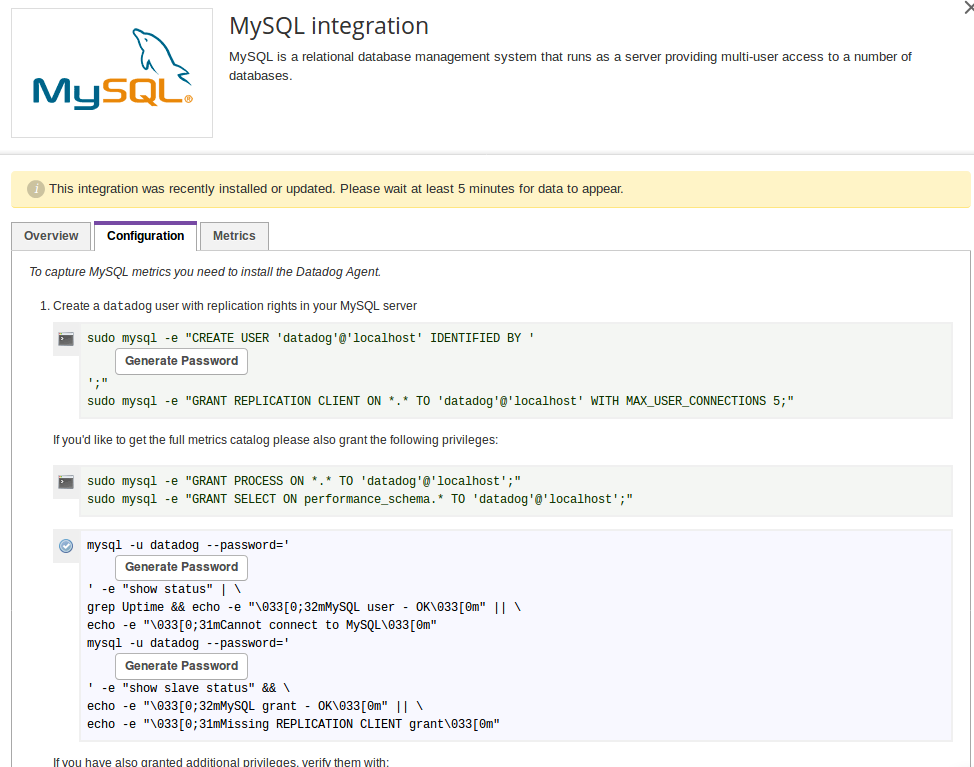 MySQL®
MySQL integration
MySQL is a relational database management system that runs as a server providing multi-user access to a number of
databases.
This integration was recently installed or updated. Please wait at least 5 minutes for data to appear.
Overview
Configuration
Metrics
To capture MySQL metrics you need to install the Datadog Agent.
1. Create a datadog user with replication rights in your MySQL server
sudo mysql -e "CREATE USER 'datadog'@'localhost' IDENTIFIED BY '
Generate Password
';"
sudo mysql -e "GRANT REPLICATION CLIENT ON *.* TO 'datadog'@'localhost' WITH MAX_USER_CONNECTIONS 5;"
If you'd like to get the full metrics catalog please also grant the following privileges:
sudo mysql -e "GRANT PROCESS ON *.* TO 'datadog'@'localhost';"
sudo mysql -e "GRANT SELECT ON performance_schema.* TO 'datadog'@'localhost';"
mysql -u datadog --password='
Generate Password
' -e "show status" | \
grep Uptime && echo -e "\033[0;32mMySQL user - OK\033[0m" || \
echo -e "\033[0;31mCannot connect to MySQL\033[0m"
mysql -u datadog --password='
Generate Password
' -e "show slave status" && \
echo -e "\033[0;32mMySQL grant - OK\033[0m" || \
echo -e "\033[0;31mMissing REPLICATION CLIENT grant\033[0m"
If you have also granted additional privileges, verify them with: